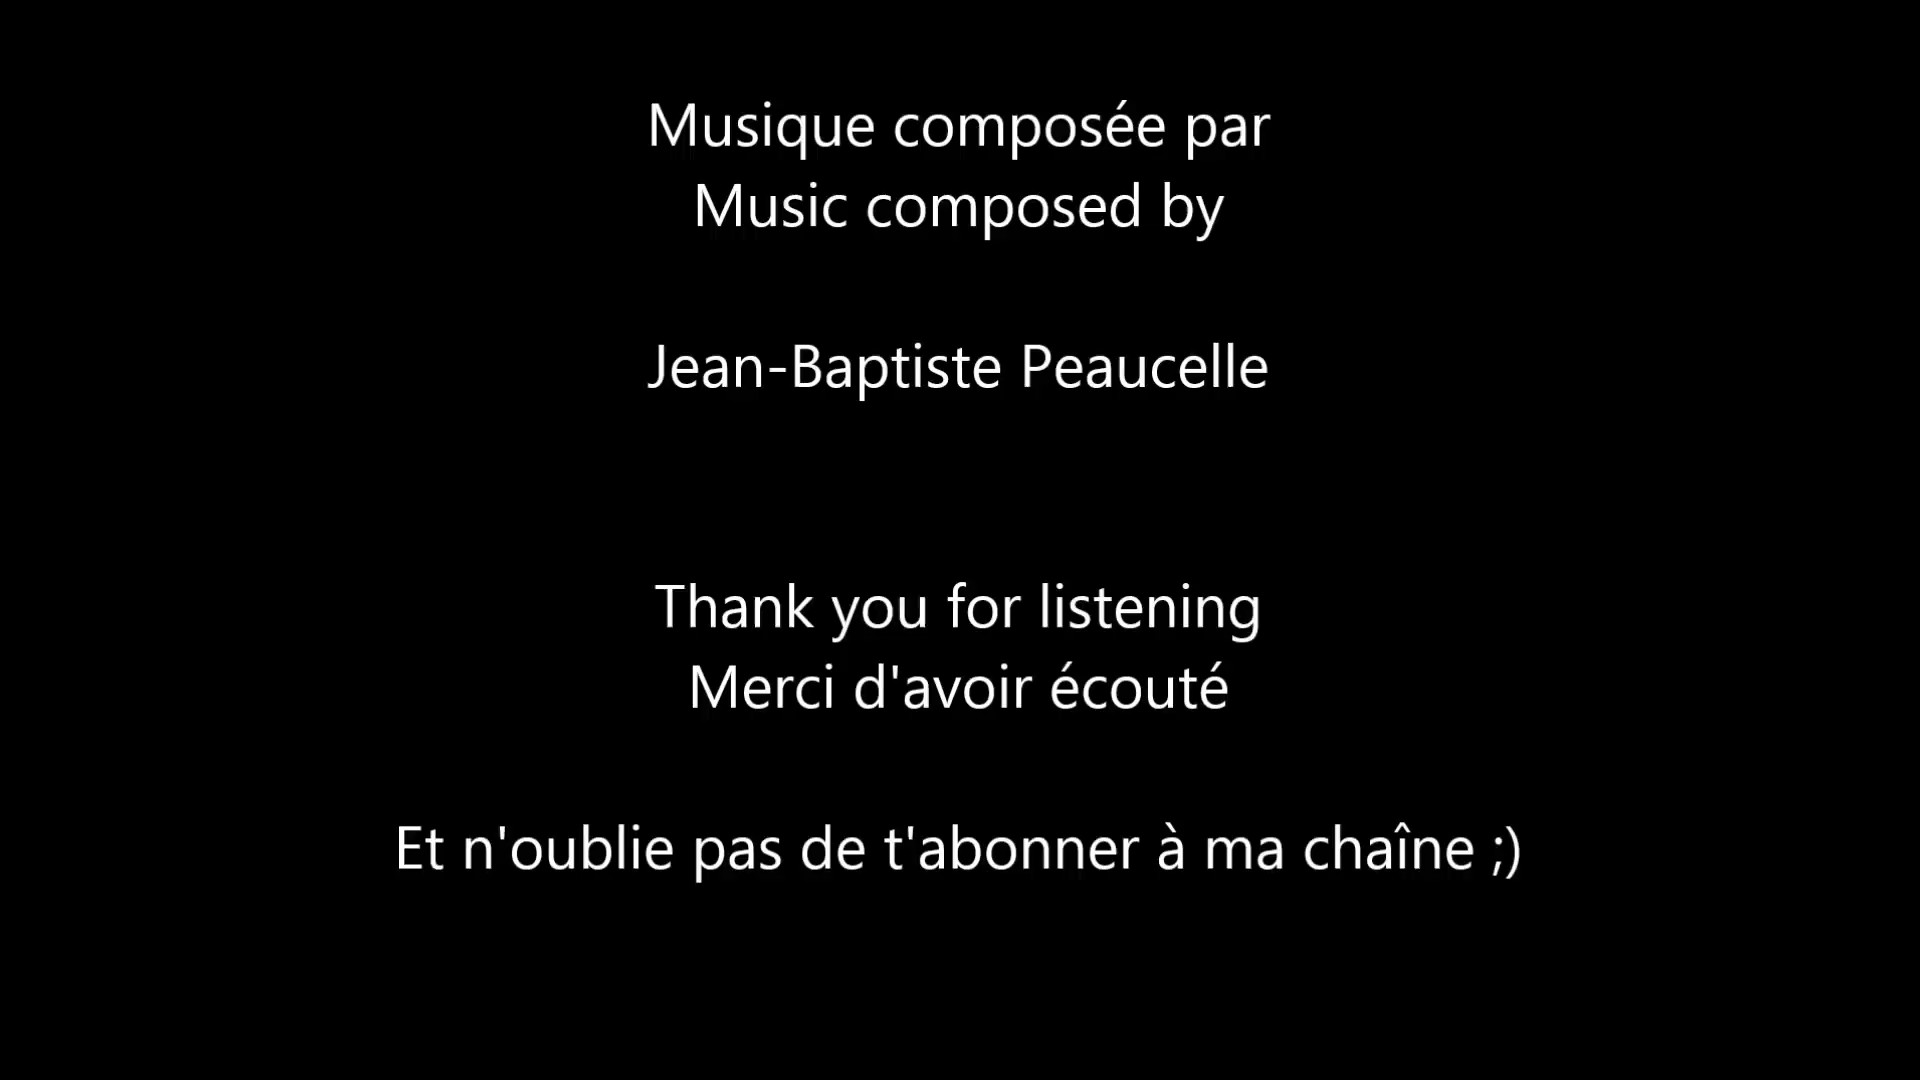 Musique composée par
Music composed by
Jean-Baptiste Peaucelle
Thank you for listening
Merci d'avoir écouté
Et n'oublie pas de t'abonner à ma chaîne ;)